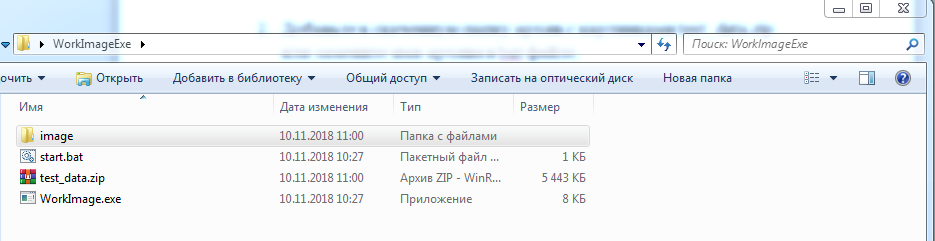 WorkImageExe
Поиск: WorkImageExe
очить Открыть Добавить в библиотеку Общий доступ Записать на оптический диск Новая папка
Имя Дата изменения Тип Размер
image 10.11.2018 11:00 Папка с файлами
start.bat 10.11.2018 10:27 Пакетный файл ... 1 КБ
test_data.zip 10.11.2018 11:00 Архив ZIP - WinR... 5 443 КБ
WorkImage.exe 10.11.2018 10:27 Приложение 8 КБ